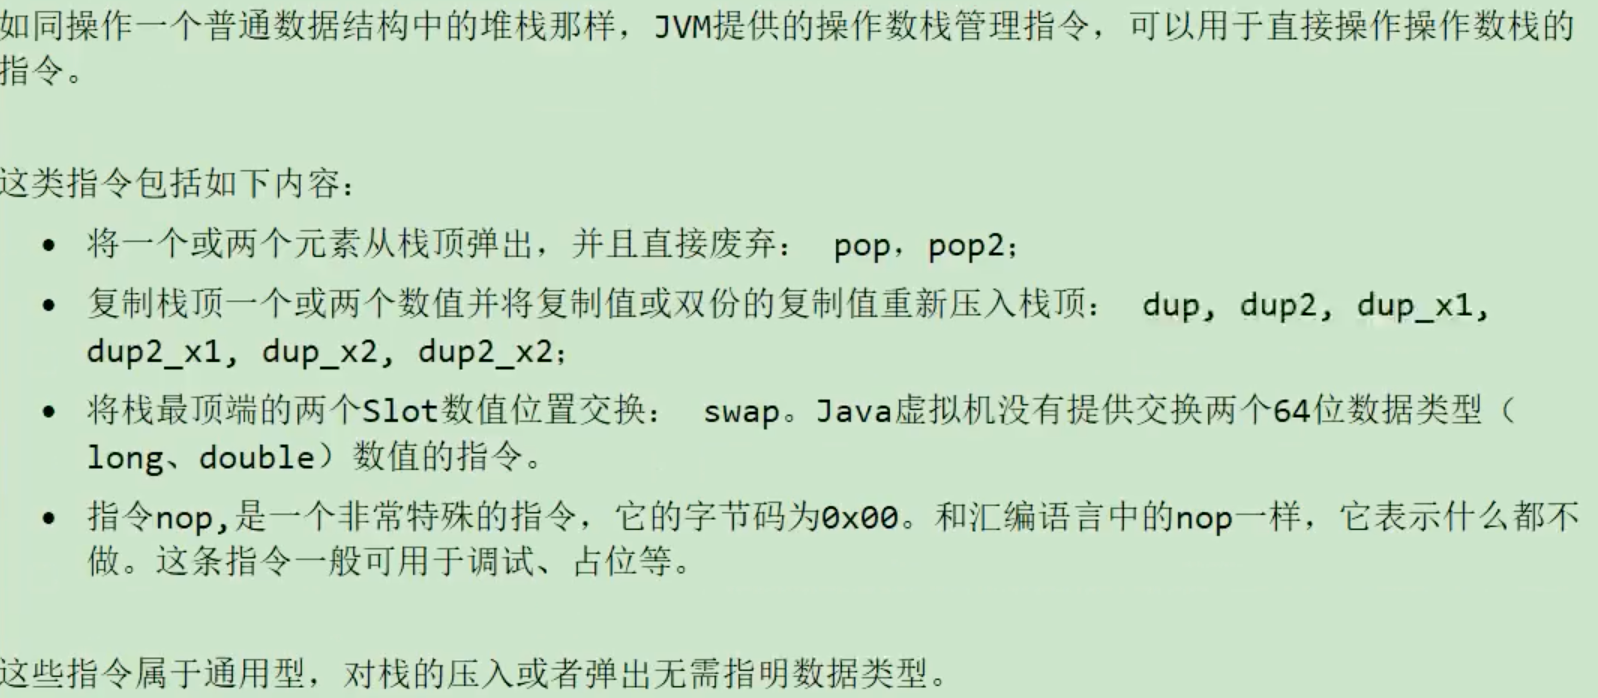 如同操作一个普通数据结构中的堆栈那样，JVM提供的操作数栈管理指令，可以用于直接操作操作数栈的
指令。
这类指令包括如下内容：
• 将一个或两个元素从栈顶弹出，并且直接废弃： pop，pop2；
• 复制栈顶一个或两个数值并将复制值或双份的复制值重新压入栈顶： dup, dup2, dup_x1,
dup2_x1, dup_x2, dup2_x2；
• 将栈最顶端的两个Slot数值位置交换： swap。Java虚拟机没有提供交换两个64位数据类型（
long、double）数值的指令。
• 指令nop,是一个非常特殊的指令，它的字节码为0x00。和汇编语言中的nop一样，它表示什么都不
做。这条指令一般可用于调试、占位等。
这些指令属于通用型，对栈的压入或者弹出无需指明数据类型。